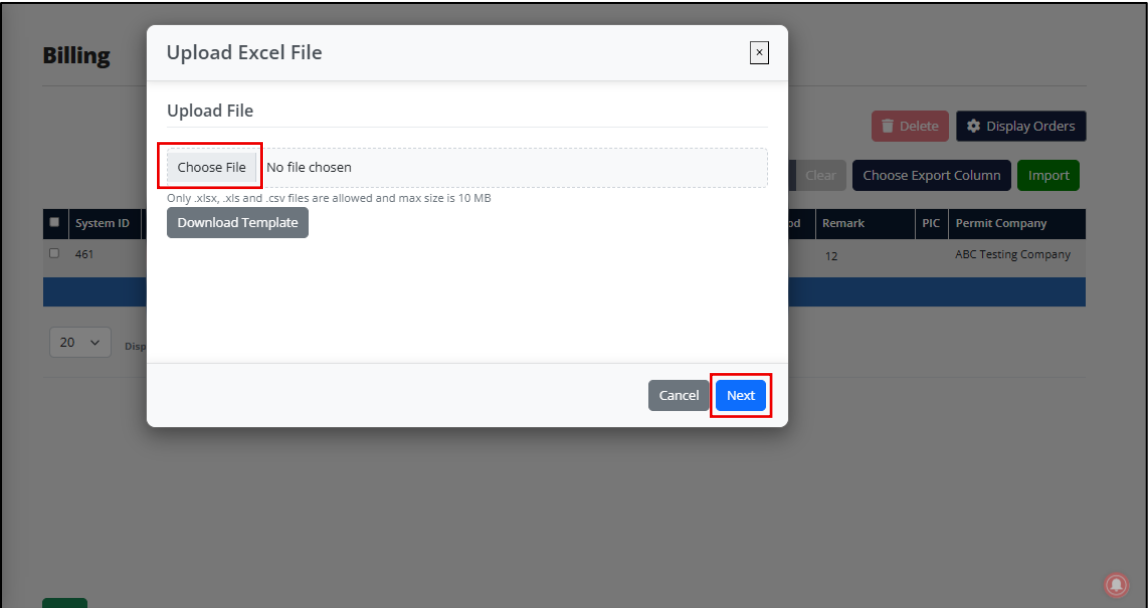 Billing
Upload Excel File
×
Upload File
Delete
Display Orders
Choose File No file chosen
Clear
Choose Export Column
Import
Only .xlsx, .xls and .csv files are allowed and max size is 10 MB
Download Template
System ID
Remark
PIC
Permit Company
461
12
ABC Testing Company
20
Cancel
Next